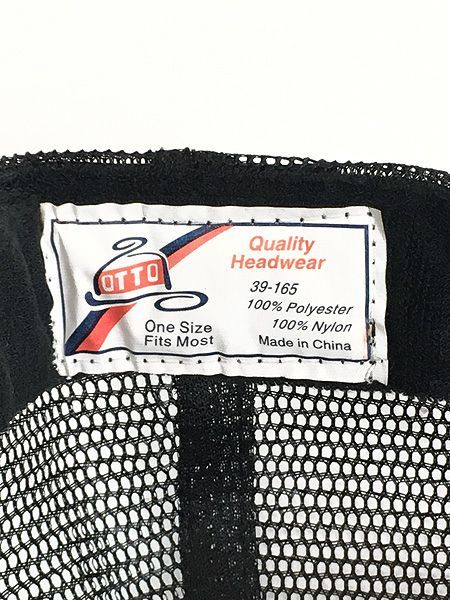 OTTO
One Size
Fits Most
Quality
Headwear
39-165
100% Polyester
100% Nylon
Made in China